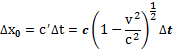 Δx₀ = c′Δt = c(1 − v²/c²)^(1/2) Δt